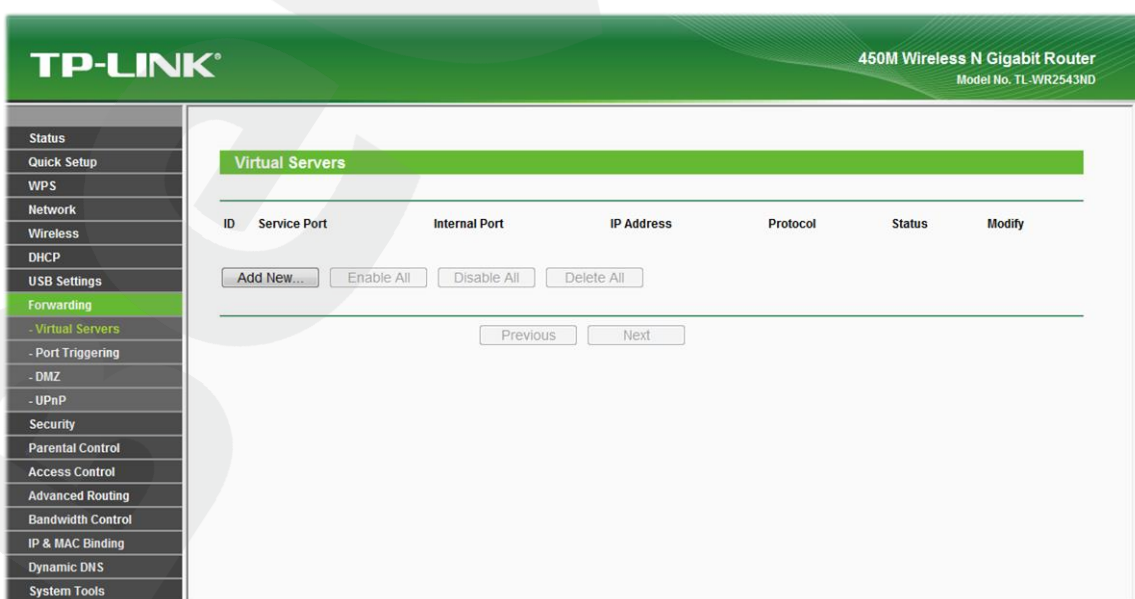 TP-LINK®
450M Wireless N Gigabit Router
Model No. TL-WR2543ND
Status
Quick Setup
WPS
Network
Wireless
DHCP
USB Settings
Forwarding
- Virtual Servers
- Port Triggering
- DMZ
- UPnP
Security
Parental Control
Access Control
Advanced Routing
Bandwidth Control
IP & MAC Binding
Dynamic DNS
System Tools
Virtual Servers
ID Service Port Internal Port IP Address Protocol Status Modify
Add New... Enable All Disable All Delete All
Previous Next